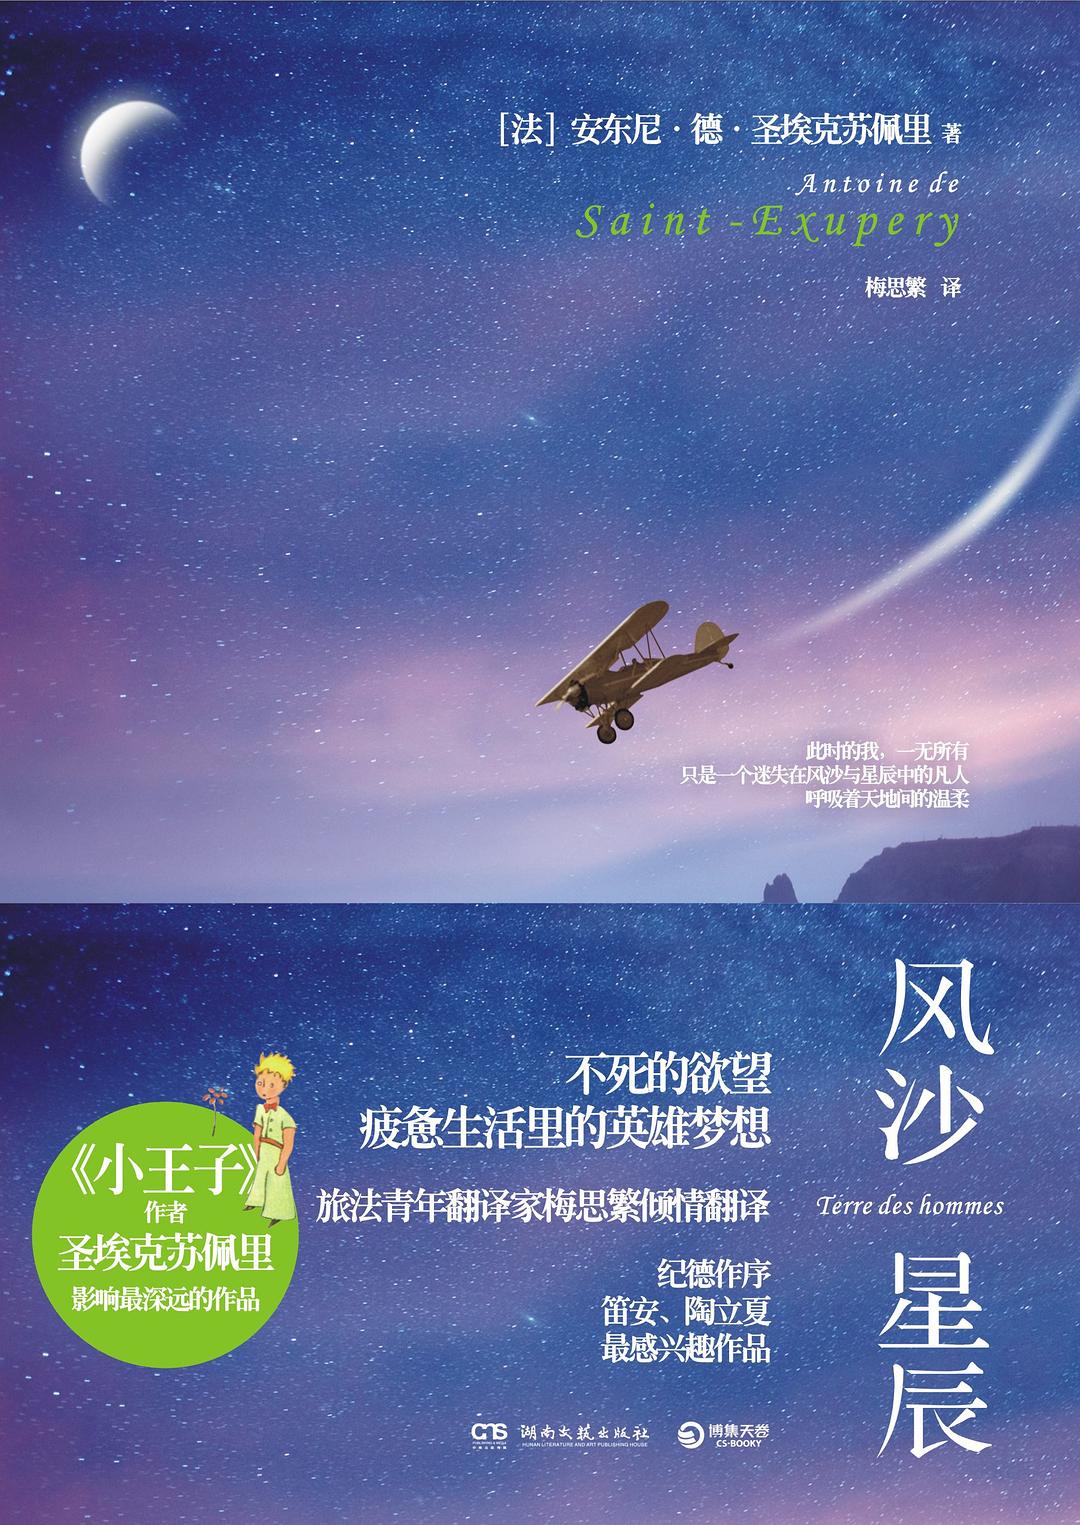 [法] 安东尼·德·圣埃克苏佩里 著
Antoine de
Saint-Exupery
梅思繁 译
此时的我，一无所有
只是一个迷失在风沙与星辰中的凡人
呼吸着天地间的温柔
风沙星辰
Terre des hommes
不死的欲望
疲惫生活里的英雄梦想
旅法青年翻译家梅思繁倾情翻译
纪德作序
笛安、陶立夏
最感兴趣作品
《小王子》
作者
圣埃克苏佩里
影响最深远的作品
湖南文艺出版社
HUNAN LITERATURE AND ART PUBLISHING HOUSE
博集天卷
CS-BOOKY